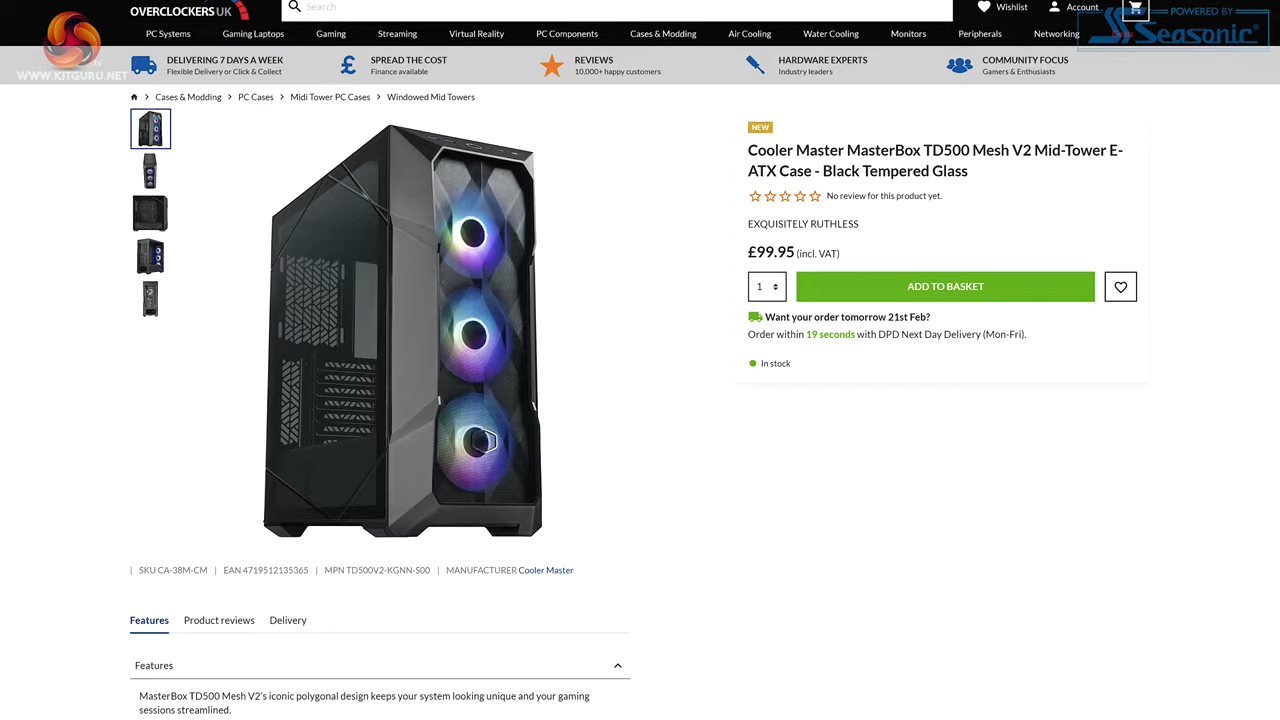 OVERCLOCKERS UK
Search
Wishlist
Account
POWERED BY
Seasonic®
PC Systems
Gaming Laptops
Gaming
Streaming
Virtual Reality
PC Components
Cases & Modding
Air Cooling
Water Cooling
Monitors
Peripherals
Networking
Deals
.tv
WWW.KITGURU.NET
DELIVERING 7 DAYS A WEEK
Flexible Delivery or Click & Collect
SPREAD THE COST
Finance available
REVIEWS
10,000+ happy customers
HARDWARE EXPERTS
Industry leaders
COMMUNITY FOCUS
Gamers & Enthusiasts
Cases & Modding
PC Cases
Midi Tower PC Cases
Windowed Mid Towers
NEW
Cooler Master MasterBox TD500 Mesh V2 Mid-Tower E-
ATX Case - Black Tempered Glass
No review for this product yet.
EXQUISITELY RUTHLESS
£99.95 (incl. VAT)
1
ADD TO BASKET
Want your order tomorrow 21st Feb?
Order within 19 seconds with DPD Next Day Delivery (Mon-Fri).
In stock
| SKU CA-38M-CM | EAN 4719512135365 | MPN TD500V2-KGNN-S00 | MANUFACTURER Cooler Master
Features
Product reviews
Delivery
Features
MasterBox TD500 Mesh V2's iconic polygonal design keeps your system looking unique and your gaming
sessions streamlined.